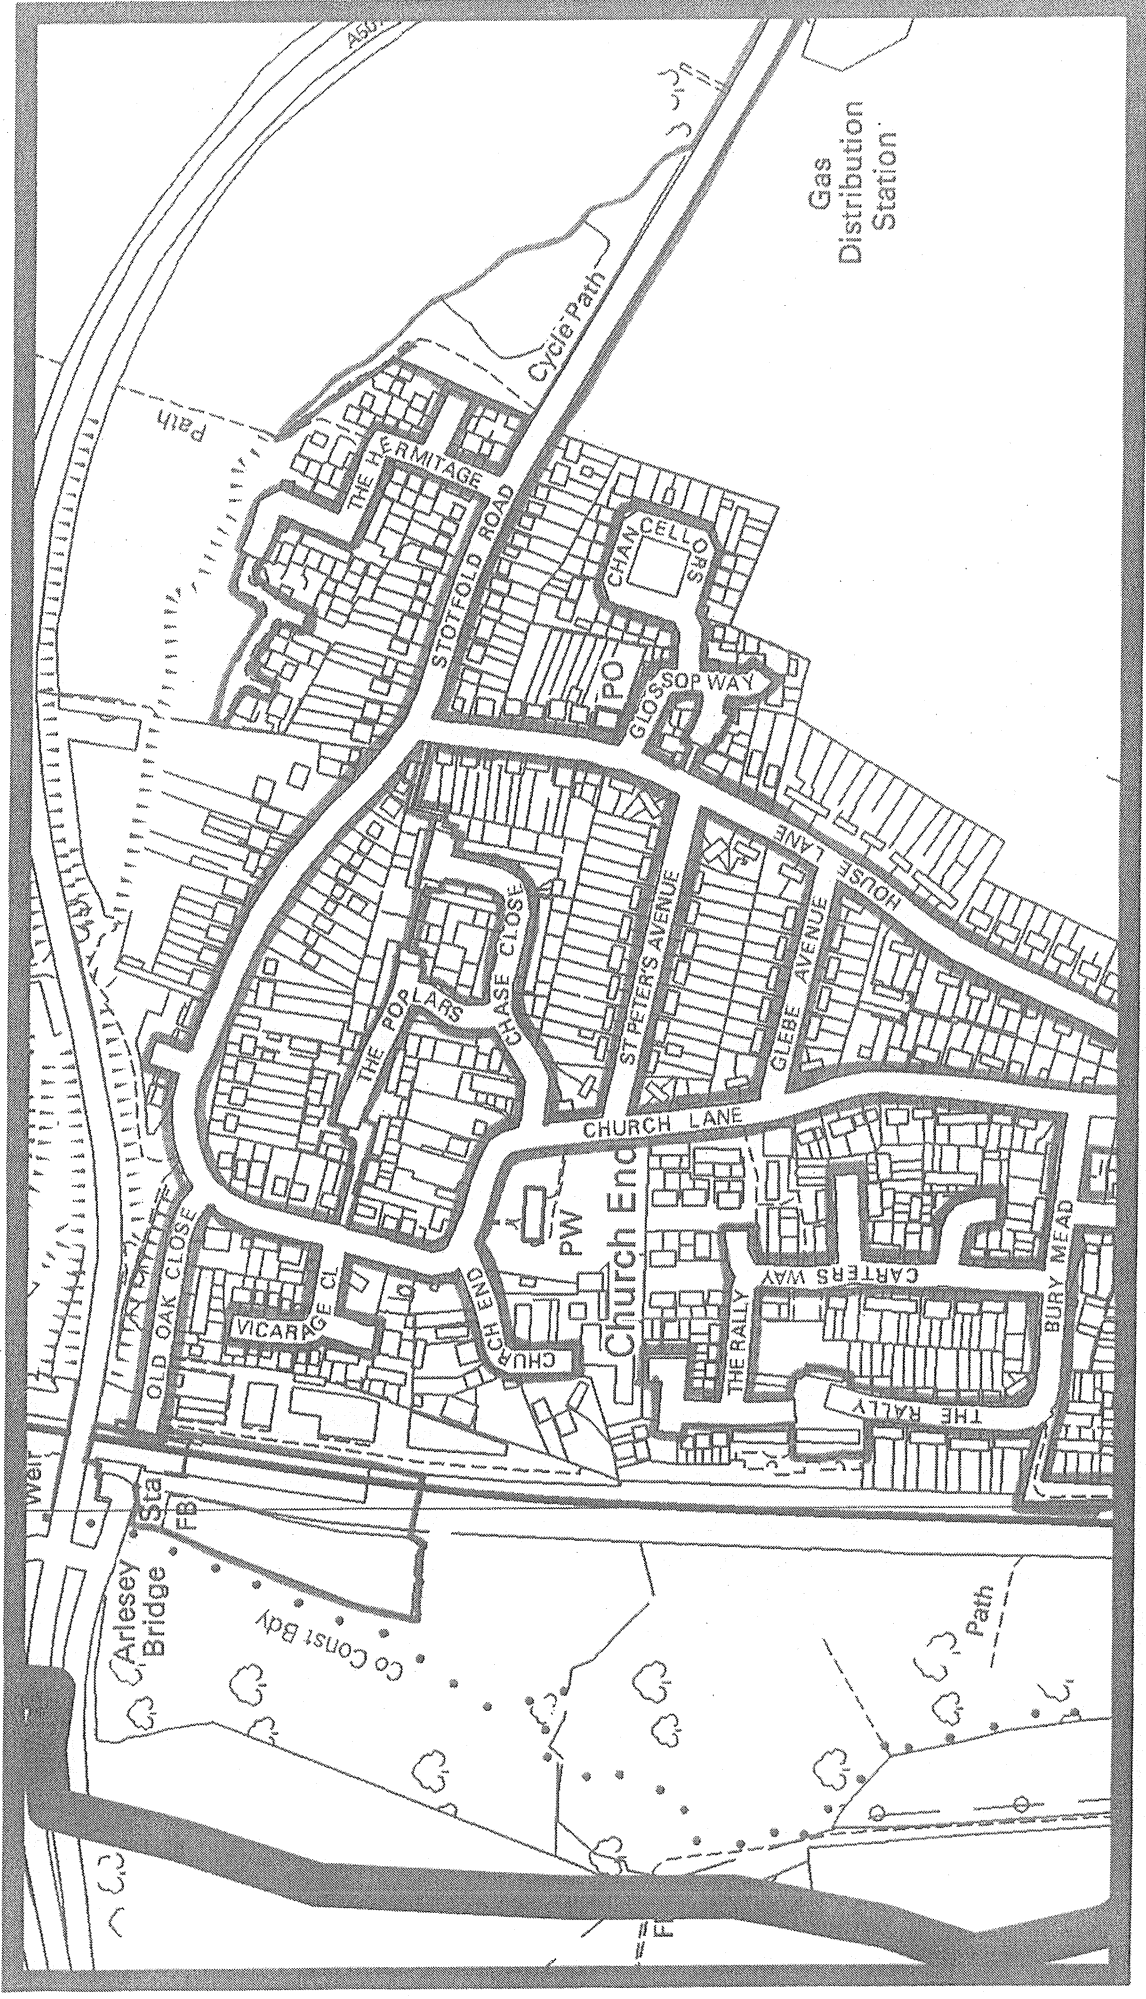 A507
Gas
Distribution
Station
Cycle Path
Path
THE HERMITAGE
STOTFOLD ROAD
CHANCELLORS
PO
GLOSSOP WAY
HOUSE LANE
ST PETER'S AVENUE
GLEBE AVENUE
CHASE CLOSE
THE POPLARS
CHURCH LANE
Church End
PW
CHURCH END
CHURCH
OLD OAK CLOSE
VICARAGE CL
THE RALLY
CARTERS WAY
BURY MEAD
THE RALLY
Weir
Sta
FB
Arlesey
Bridge
Co Const Bdy
Path